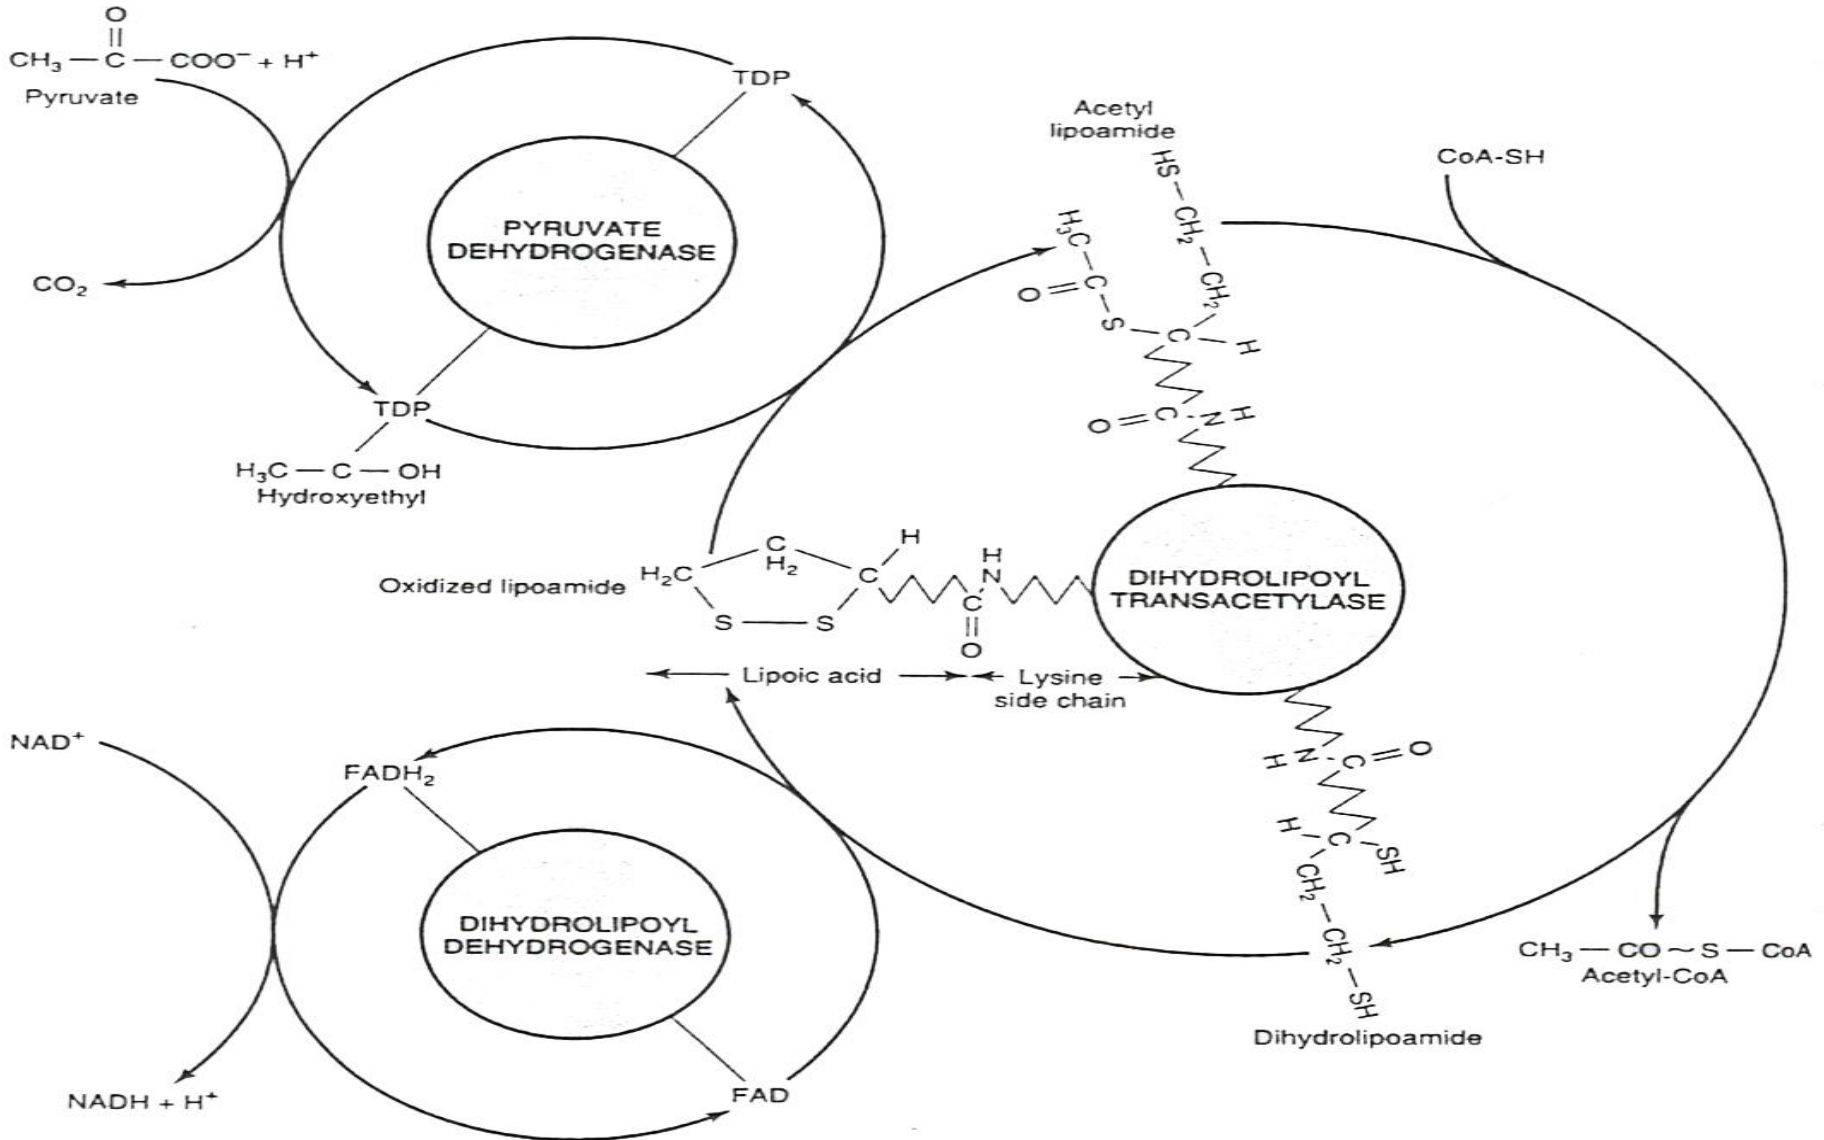 O
CH₃ — C — COO⁻ + H⁺
Pyruvate
CO₂
TDP
PYRUVATE
DEHYDROGENASE
TDP
H₃C — C — OH
Hydroxyethyl
Acetyl
lipoamide
HS — CH₂ — CH₂
H₃C — C — S — C — H
O
O = C · N H
CoA-SH
Oxidized lipoamide
H₂C
C
H₂
C
H
S — S
H
N
C
O
Lipoic acid
Lysine
side chain
DIHYDROLIPOYL
TRANSACETYLASE
H N · C = O
H — C — SH
CH₂ — CH₂ — SH
Dihydrolipoamide
CH₃ — CO ~ S — CoA
Acetyl-CoA
NAD⁺
FADH₂
DIHYDROLIPOYL
DEHYDROGENASE
FAD
NADH + H⁺